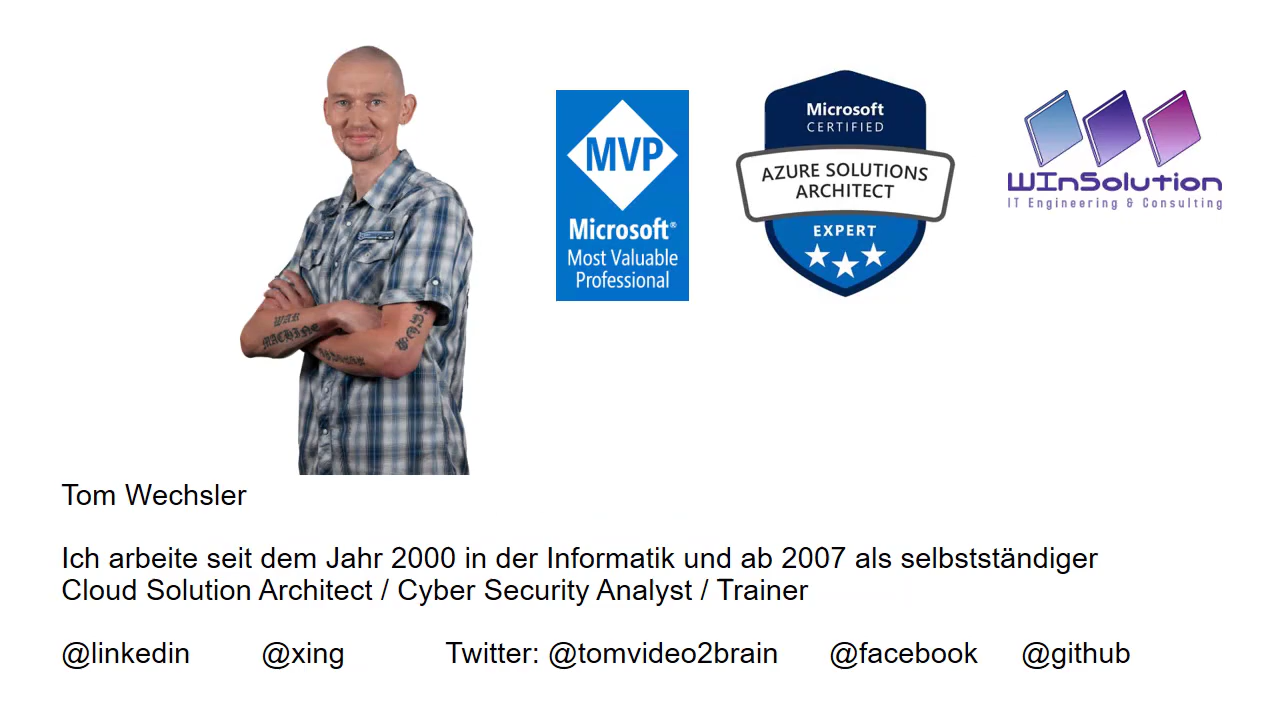 MVP
Microsoft®
Most Valuable
Professional
Microsoft
CERTIFIED
AZURE SOLUTIONS
ARCHITECT
EXPERT
WInSolution
IT Engineering & Consulting
WAR
MACHINE
Tom Wechsler
Ich arbeite seit dem Jahr 2000 in der Informatik und ab 2007 als selbstständiger
Cloud Solution Architect / Cyber Security Analyst / Trainer
@linkedin @xing Twitter: @tomvideo2brain @facebook @github